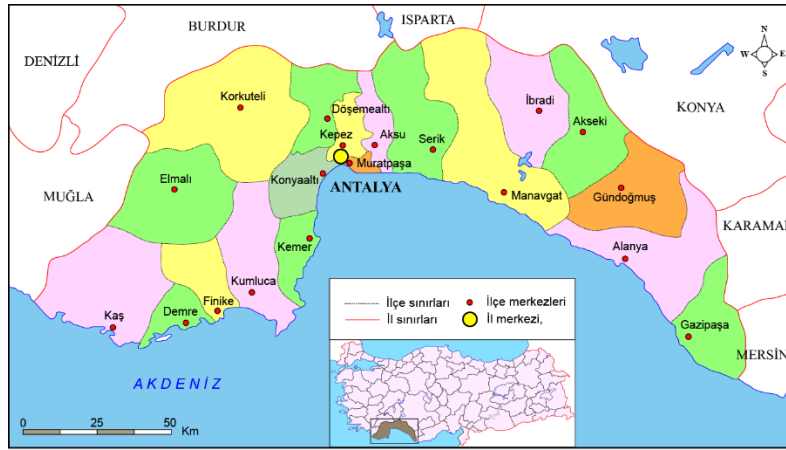 ISPARTA
BURDUR
N
W E
S
DENİZLİ
KONYA
Korkuteli
Döşemealtı
İbradi
Akseki
Kepez
Aksu
Serik
Muratpaşa
Konyaaltı
ANTALYA
Elmalı
Manavgat
Gündoğmuş
MUĞLA
KARAMAN
Kemer
Alanya
Kumluca
Kaş
Demre
Finike
Gazipaşa
MERSİN
İlçe sınırları
İlçe merkezleri
İl sınırları
İl merkezi,
AKDENİZ
0 25 50
Km